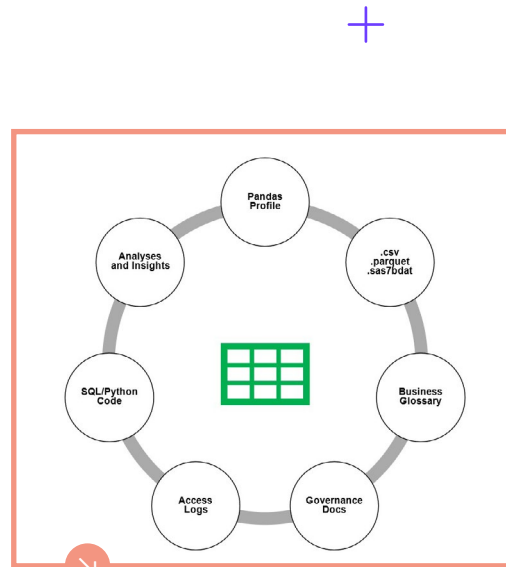 Pandas
Profile
.csv
.parquet
.sas7bdat
Business
Glossary
Governance
Docs
Access
Logs
SQL/Python
Code
Analyses
and Insights